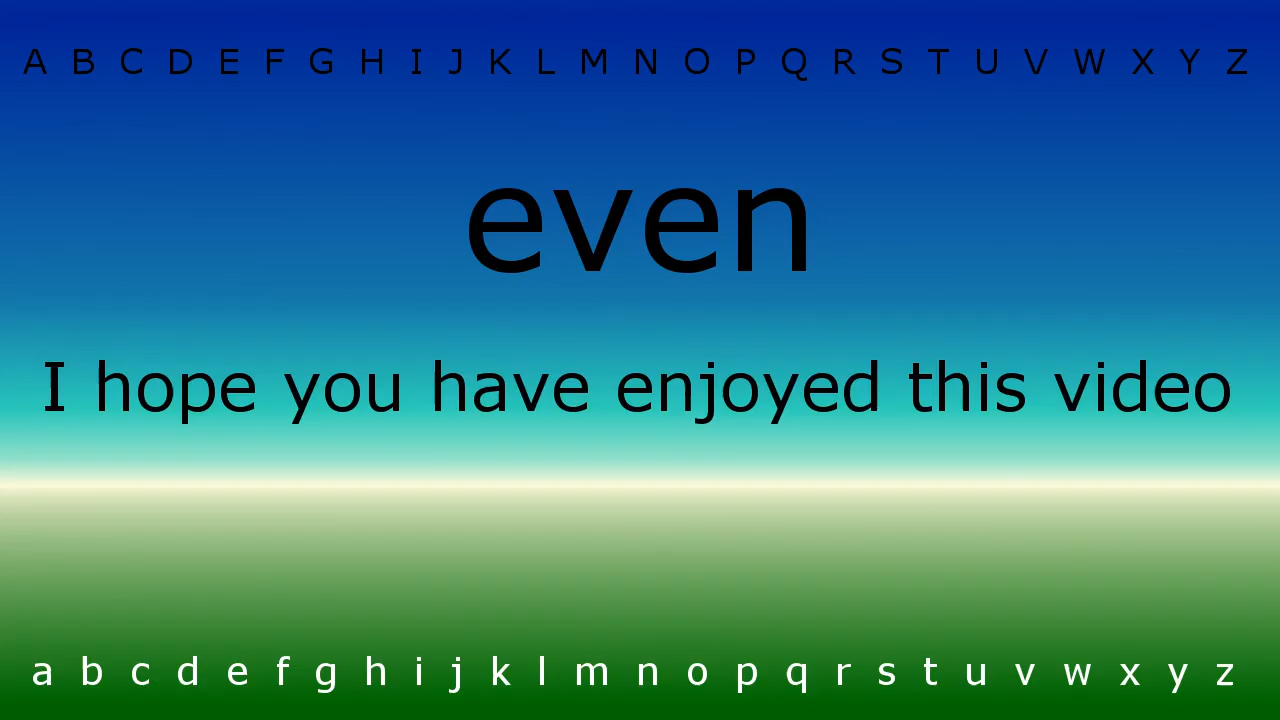 A B C D E F G H I J K L M N O P Q R S T U V W X Y Z
even
I hope you have enjoyed this video
a b c d e f g h i j k l m n o p q r s t u v w x y z